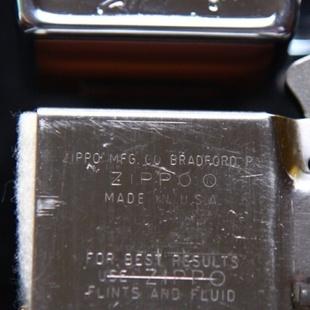 ZIPPO MFG. CO. BRADFORD, P
ZIPPO ®
MADE IN U.S.A.
FOR BEST RESULTS
USE ZIPPO
FLINTS AND FLUID